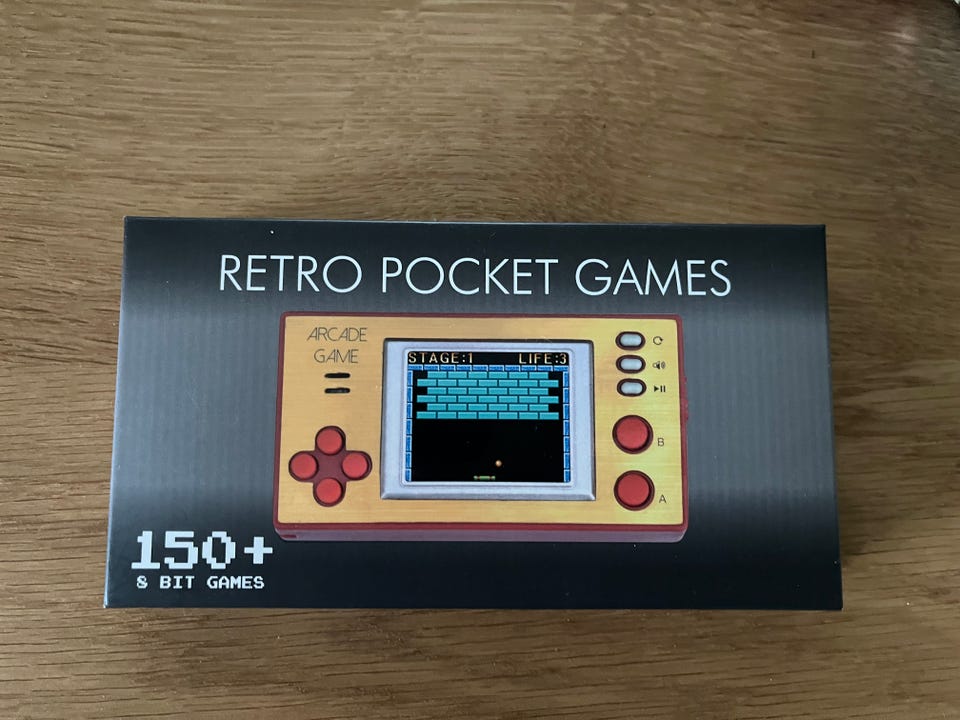 RETRO POCKET GAMES
ARCADE
GAME
STAGE:1 LIFE:3
B
A
150+
8 BIT GAMES